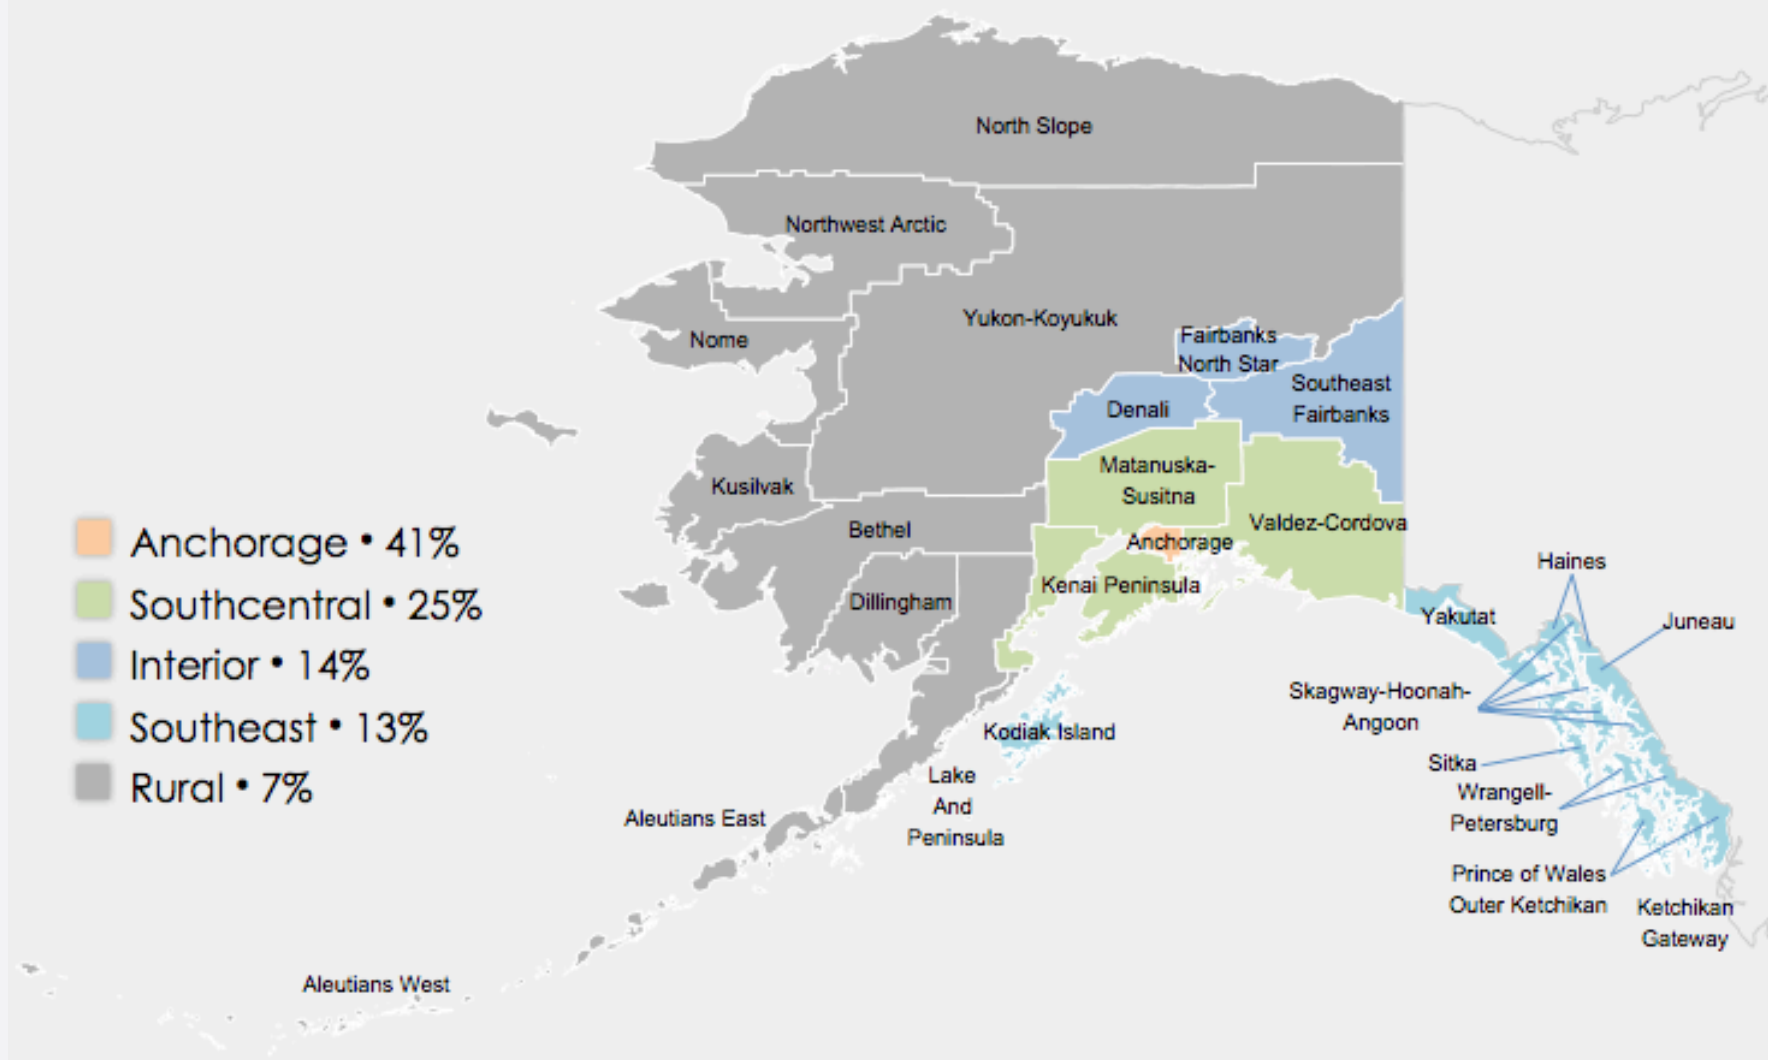 North Slope
Northwest Arctic
Yukon-Koyukuk
Nome
Fairbanks
North Star
Southeast
Fairbanks
Denali
Matanuska-
Susitna
Kusilvak
Bethel
Valdez-Cordova
Anchorage
Kenai Peninsula
Dillingham
Haines
Yakutat
Juneau
Skagway-Hoonah-
Angoon
Kodiak Island
Sitka
Lake
And
Peninsula
Wrangell-
Petersburg
Aleutians East
Prince of Wales
Outer Ketchikan
Ketchikan
Gateway
Aleutians West
Anchorage • 41%
Southcentral • 25%
Interior • 14%
Southeast • 13%
Rural • 7%